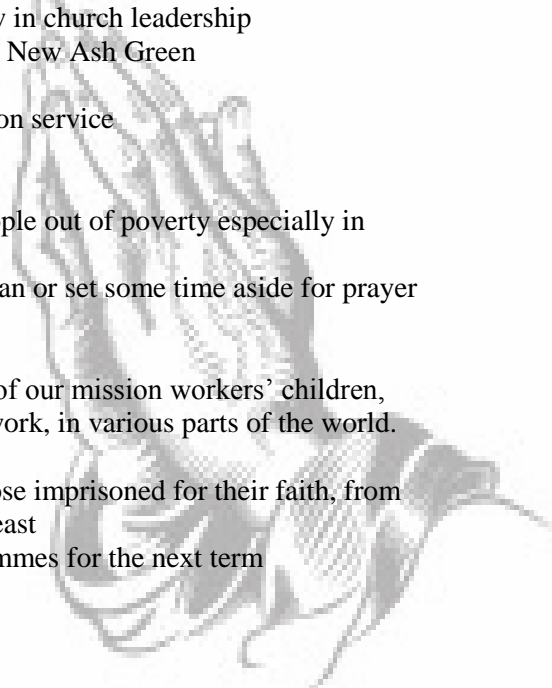 in church leadership
New Ash Green
on service
ple out of poverty especially in
an or set some time aside for prayer
of our mission workers’ children,
work, in various parts of the world.
ose imprisoned for their faith, from
east
mmes for the next term